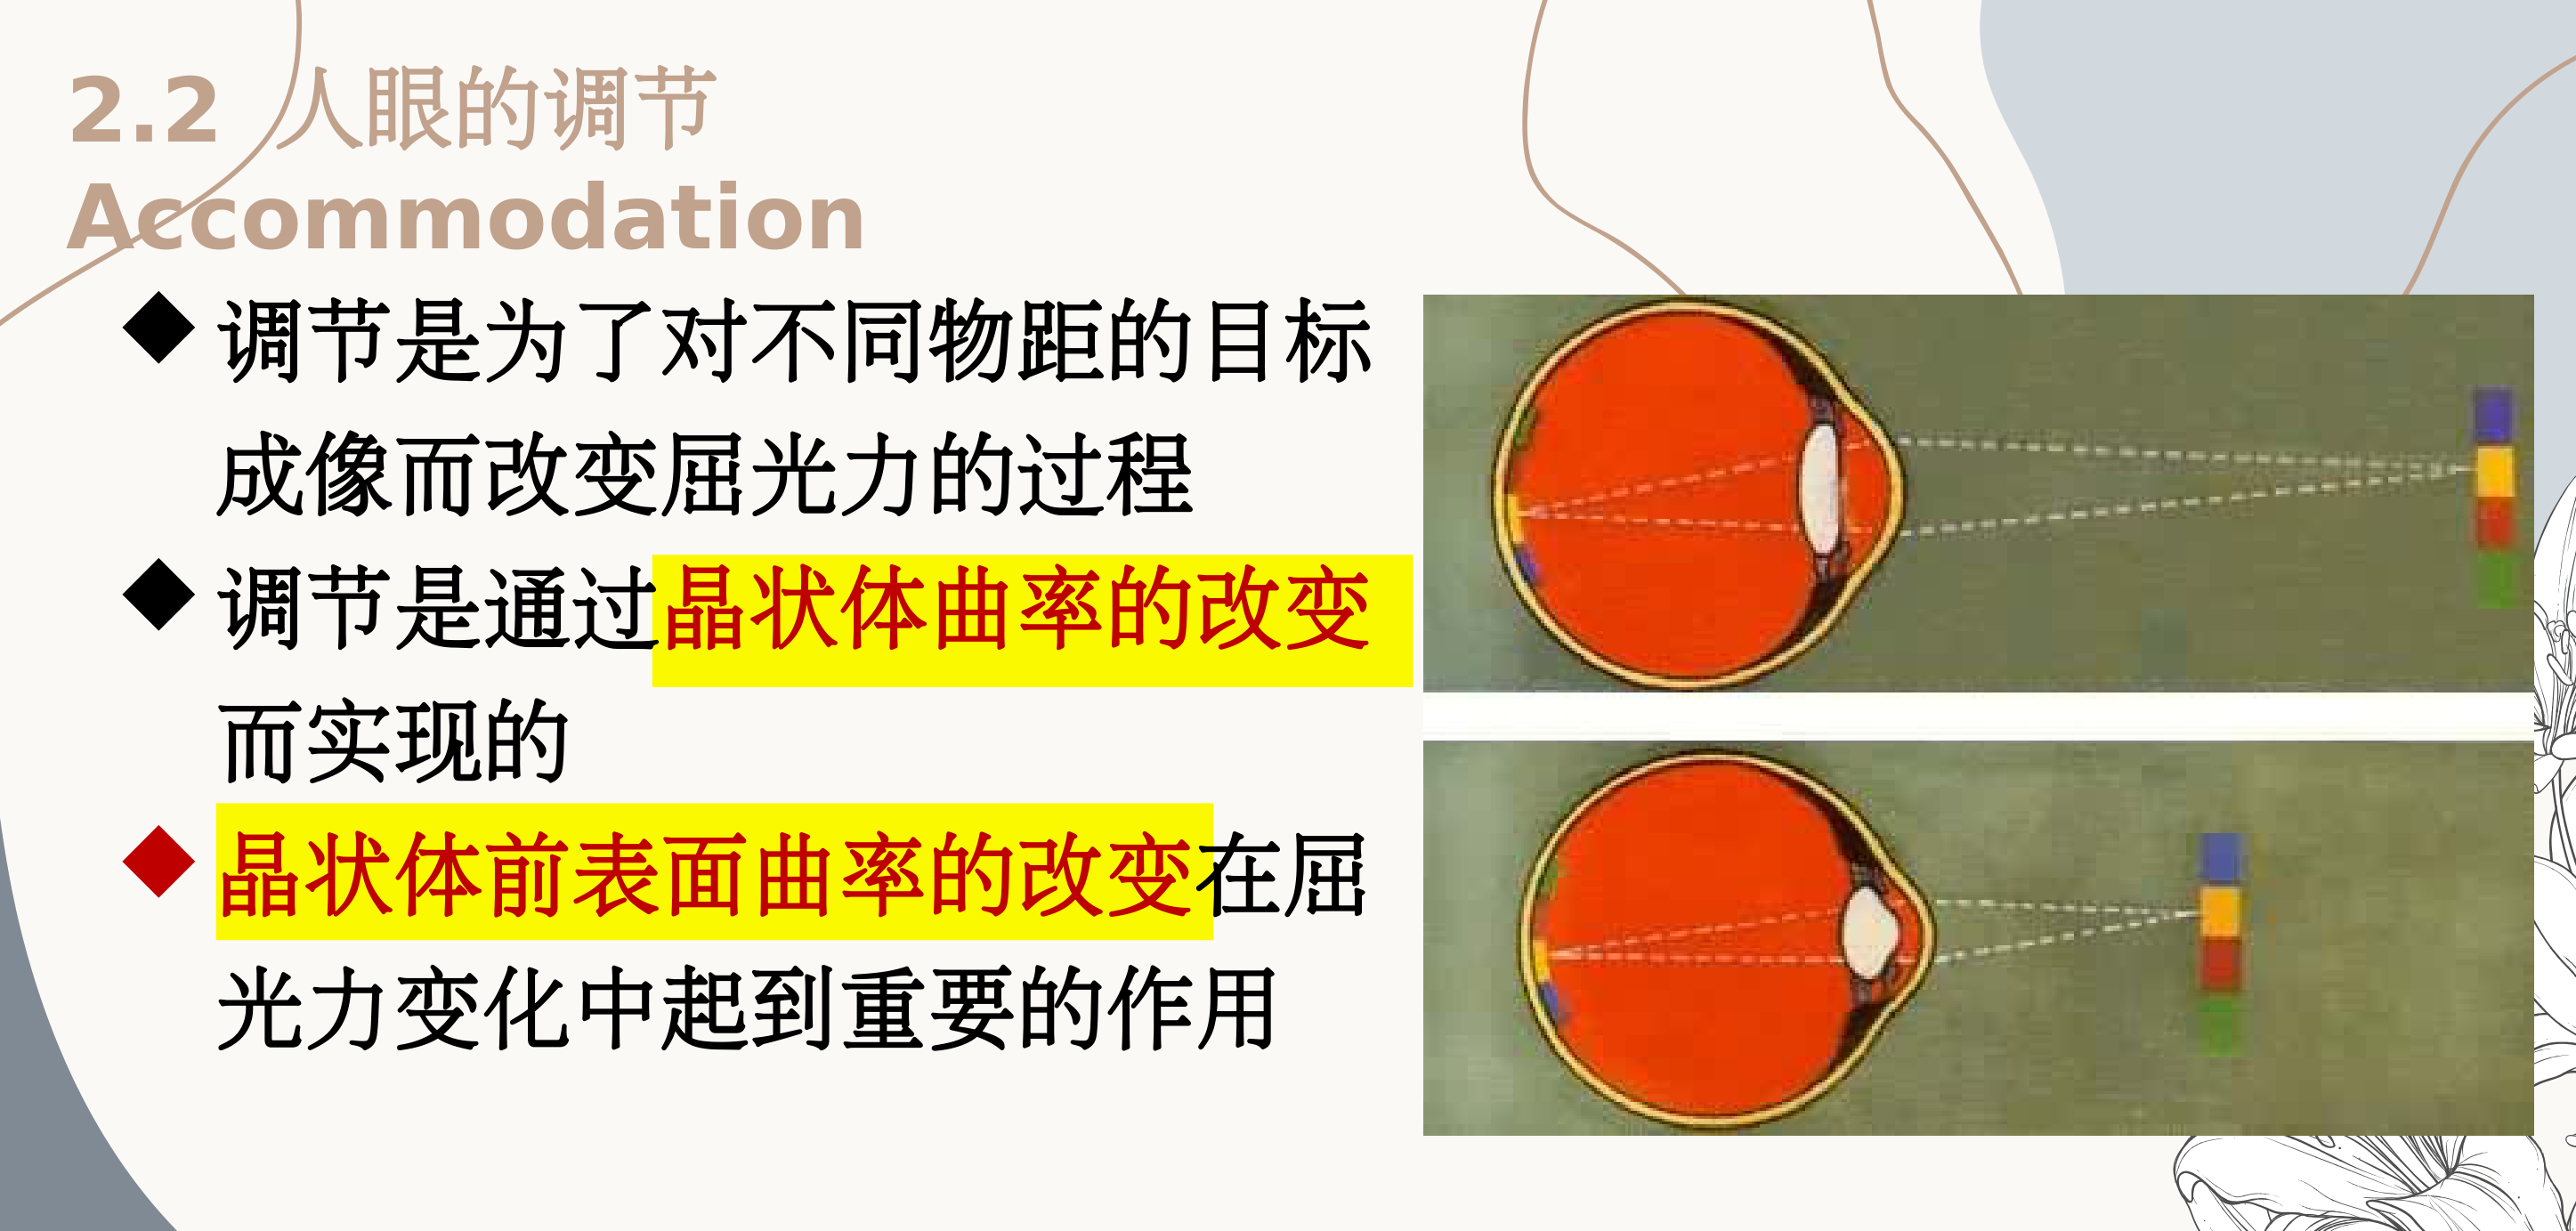 2.2 人眼的调节
Accommodation
◆ 调节是为了对不同物距的目标
成像而改变屈光力的过程
◆ 调节是通过晶状体曲率的改变
而实现的
◆ 晶状体前表面曲率的改变在屈
光力变化中起到重要的作用